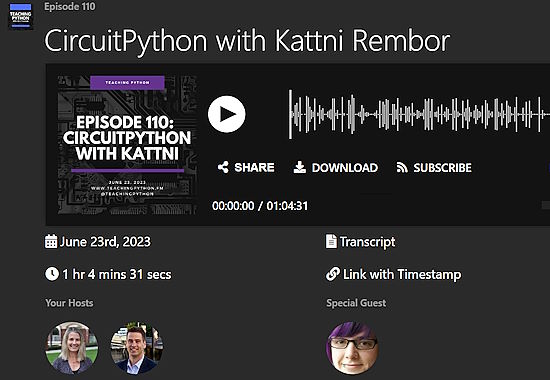 TEACHING
PYTHON
Episode 110
CircuitPython with Kattni Rembor
TEACHING PYTHON
EPISODE 110:
CIRCUITPYTHON
WITH KATTNI
JUNE 23, 2023
WWW.TEACHINGPYTHON.FM
@TEACHINGPYTHON
SHARE DOWNLOAD SUBSCRIBE
00:00:00 / 01:04:31
June 23rd, 2023 Transcript
1 hr 4 mins 31 secs Link with Timestamp
Your Hosts Special Guest